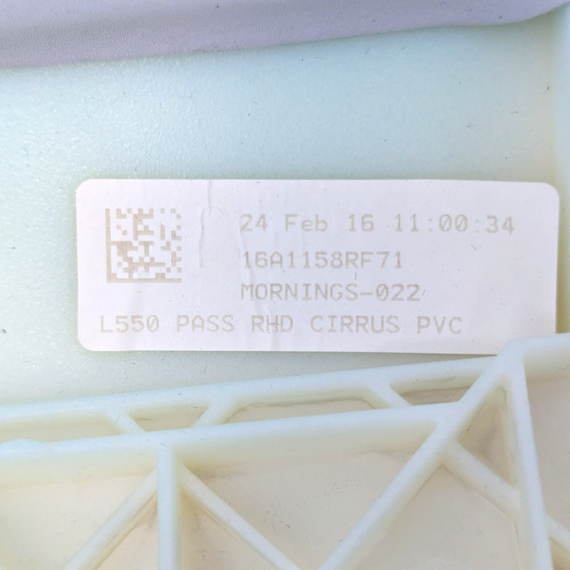 24 Feb 16 11:00:34
16A1158RF71
MORNINGS-022
L550 PASS RHD CIRRUS PVC